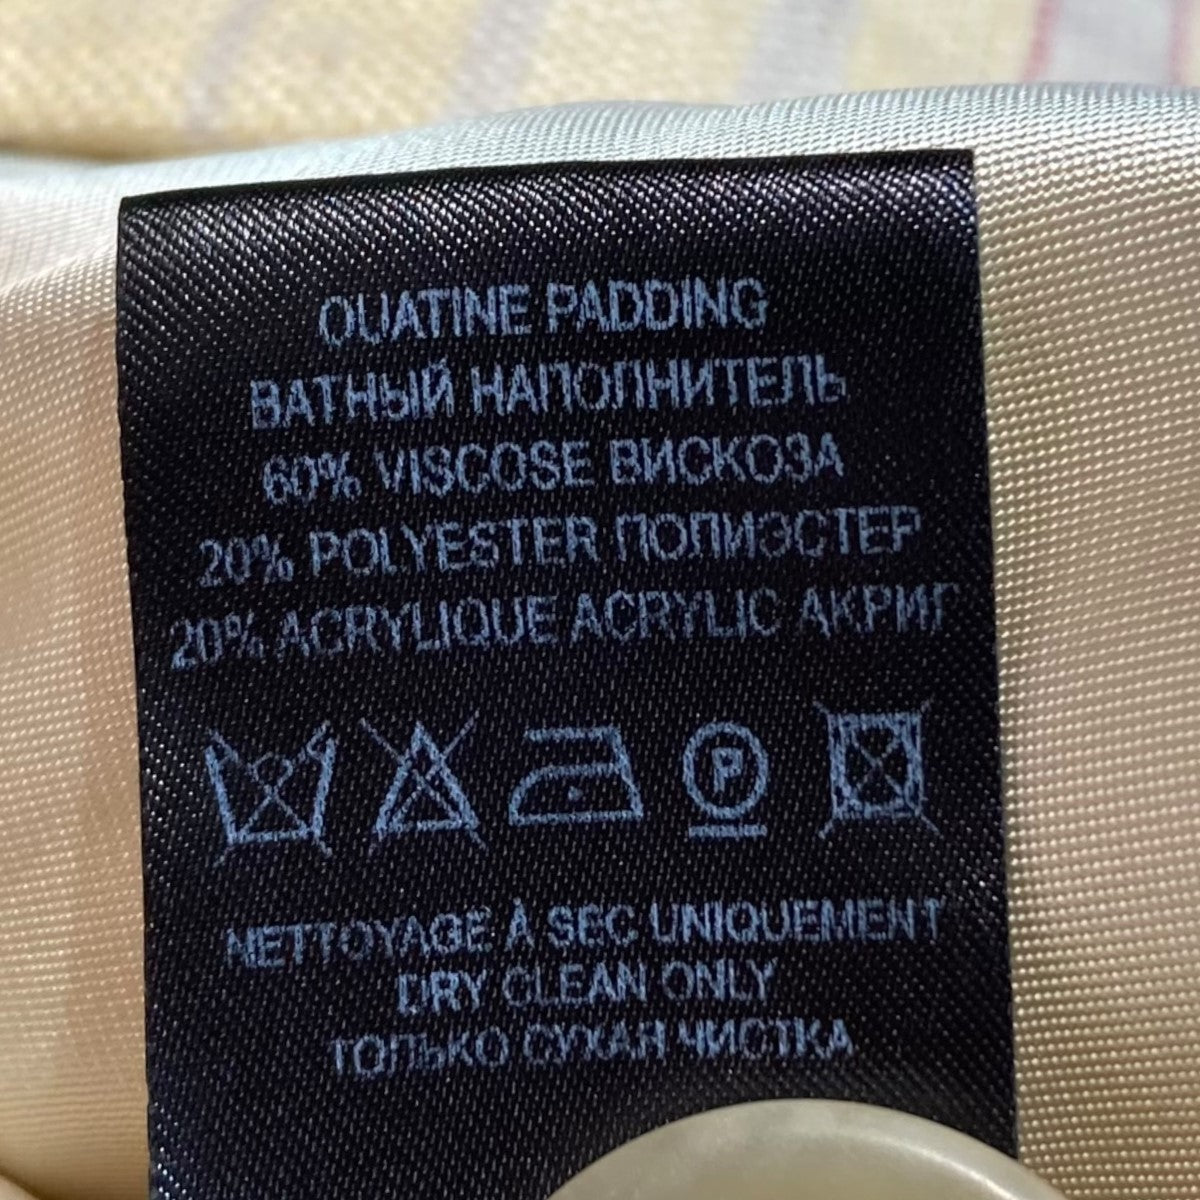 OUATINE PADDING
ВАТНЫЙ НАПОЛНИТЕЛЬ
60% VISCOSE ВИСКОЗА
20% POLYESTER ПОЛИЭСТЕР
20% ACRYLIQUE ACRYLIC АКРИЛ
P
NETTOYAGE À SEC UNIQUEMENT
DRY CLEAN ONLY
ТОЛЬКО СУХАЯ ЧИСТКА